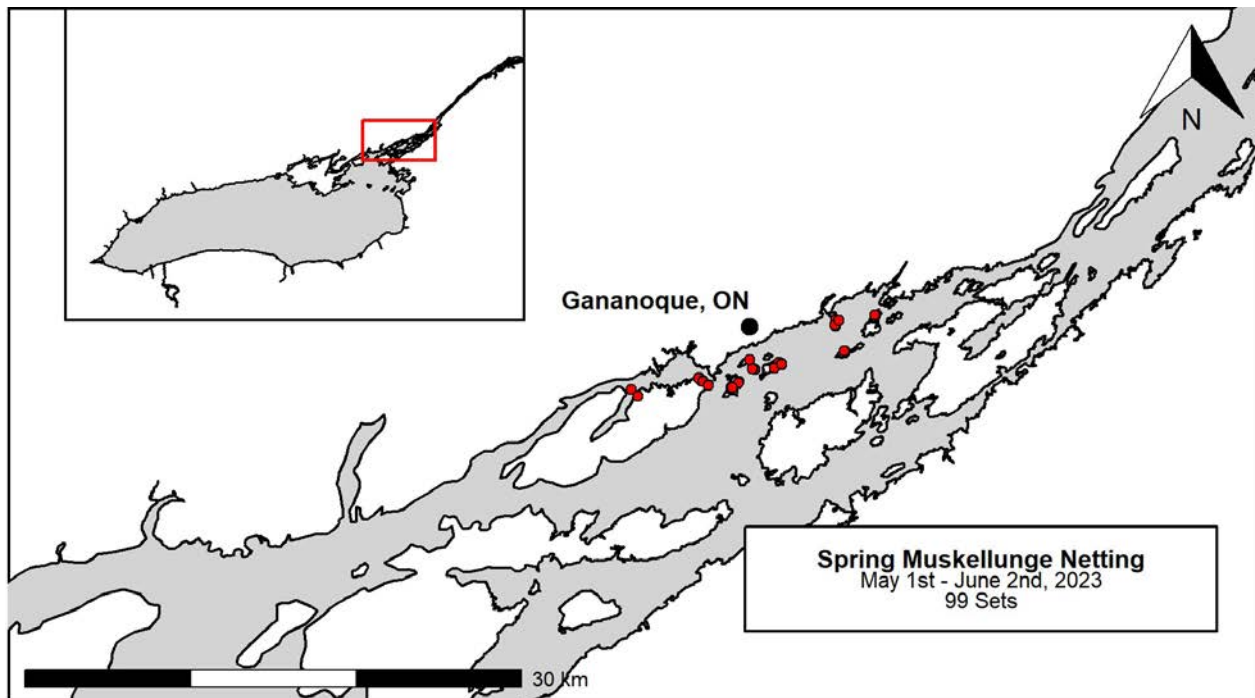 N
Gananoque, ON
Spring Muskellunge Netting
May 1st - June 2nd, 2023
99 Sets
30 km